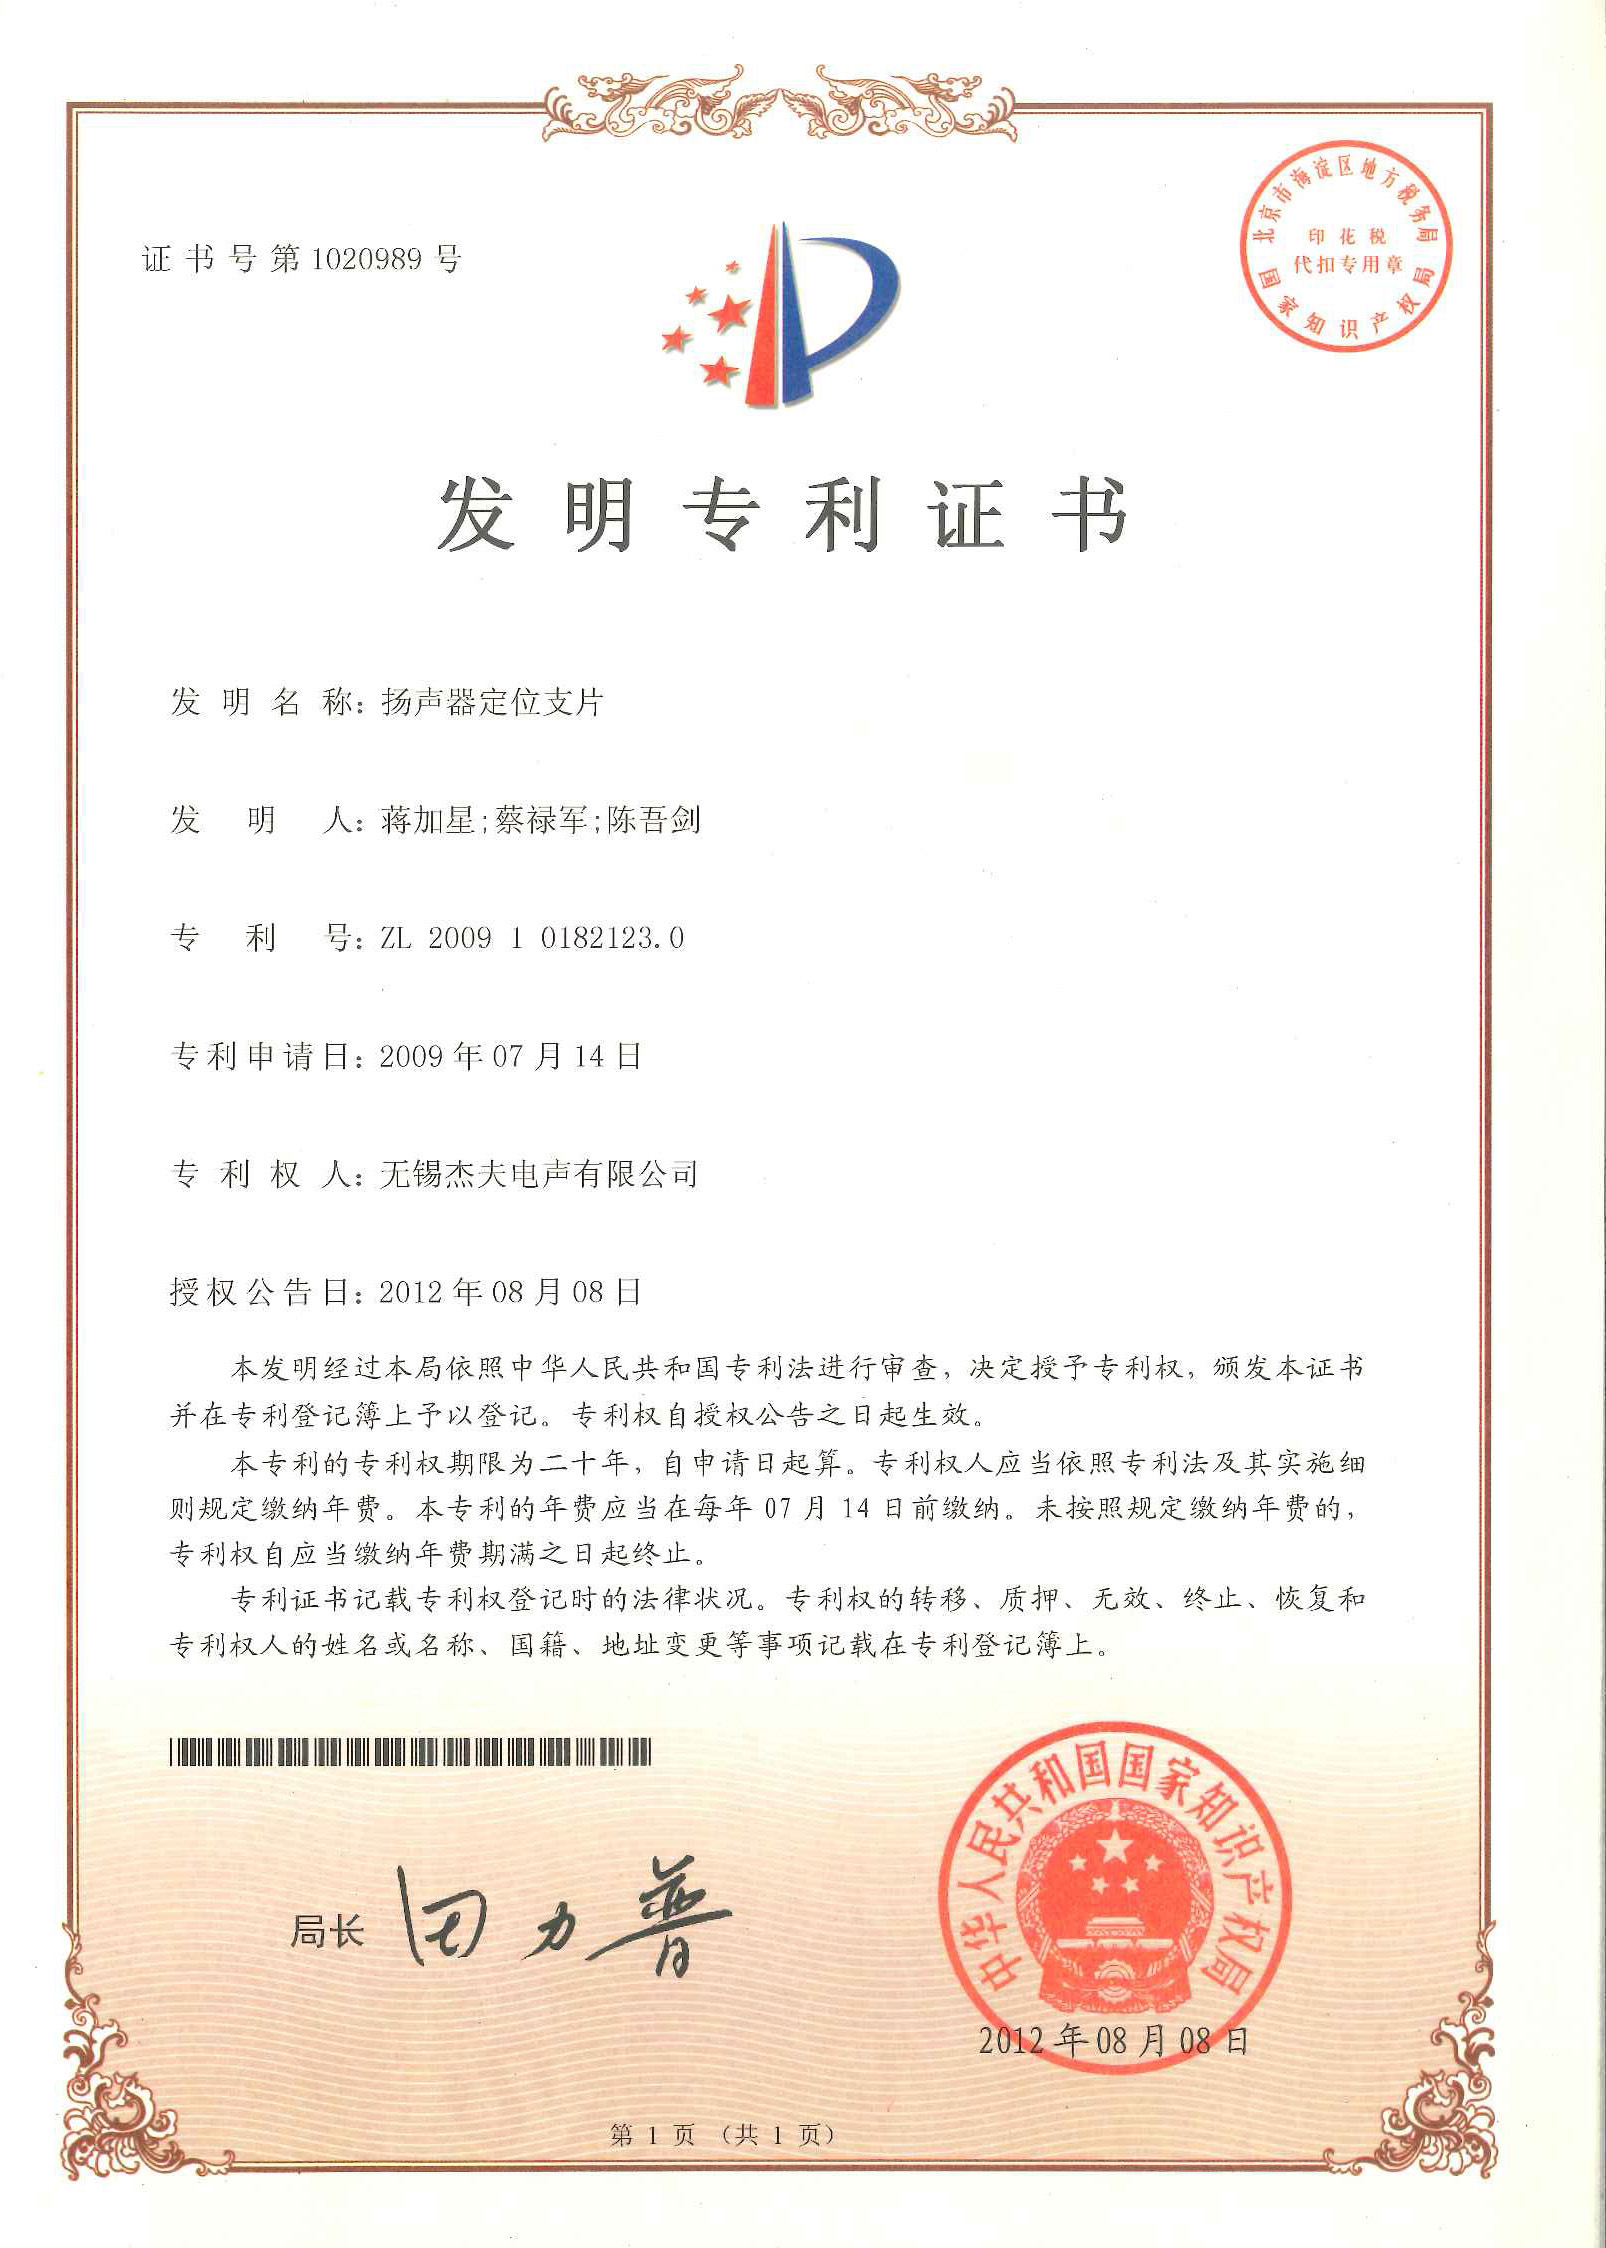 证书号第1020989号
北京市海淀区地方税务局
印花税
代扣专用章
国家知识产权局
发明专利证书
发明名称：扬声器定位支片
发明人：蒋加星;蔡禄军;陈吾剑
专利号：ZL 2009 1 0182123.0
专利申请日：2009年07月14日
专利权人：无锡杰夫电声有限公司
授权公告日：2012年08月08日
本发明经过本局依照中华人民共和国专利法进行审查，决定授予专利权，颁发本证书
并在专利登记簿上予以登记。专利权自授权公告之日起生效。
本专利的专利权期限为二十年，自申请日起算。专利权人应当依照专利法及其实施细
则规定缴纳年费。本专利的年费应当在每年 07 月 14 日前缴纳。未按照规定缴纳年费的，
专利权自应当缴纳年费期满之日起终止。
专利证书记载专利权登记时的法律状况。专利权的转移、质押、无效、终止、恢复和
专利权人的姓名或名称、国籍、地址变更等事项记载在专利登记簿上。
局长 田力普
中华人民共和国国家知识产权局
2012年08月08日
第 1 页 （共 1 页）